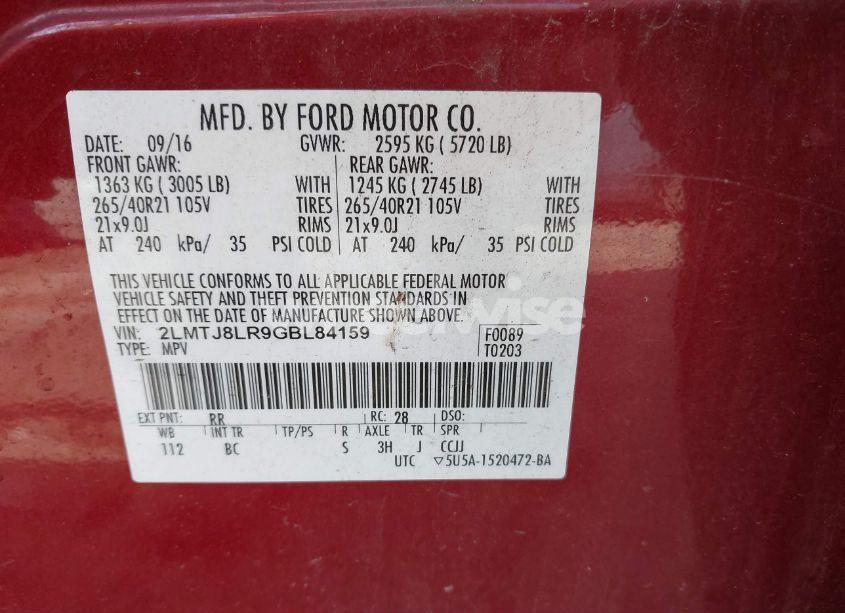 MFD. BY FORD MOTOR CO.
DATE: 09/16 GVWR: 2595 KG ( 5720 LB)
FRONT GAWR: REAR GAWR:
1363 KG ( 3005 LB) WITH 1245 KG ( 2745 LB) WITH
265/40R21 105V TIRES 265/40R21 105V TIRES
21x9.0J RIMS 21x9.0J RIMS
AT 240 kPa/ 35 PSI COLD AT 240 kPa/ 35 PSI COLD
THIS VEHICLE CONFORMS TO ALL APPLICABLE FEDERAL MOTOR
VEHICLE SAFETY AND THEFT PREVENTION STANDARDS IN
EFFECT ON THE DATE OF MANUFACTURE SHOWN ABOVE.
VIN: 2LMTJ8LR9GBL84159 F0089
TYPE: MPV T0203
EXT PNT: RR RC: 28 DSO:
WB INT TR TP/PS R AXLE TR SPR
112 BC S 3H J CCJJ
UTC ▽5U5A-1520472-BA